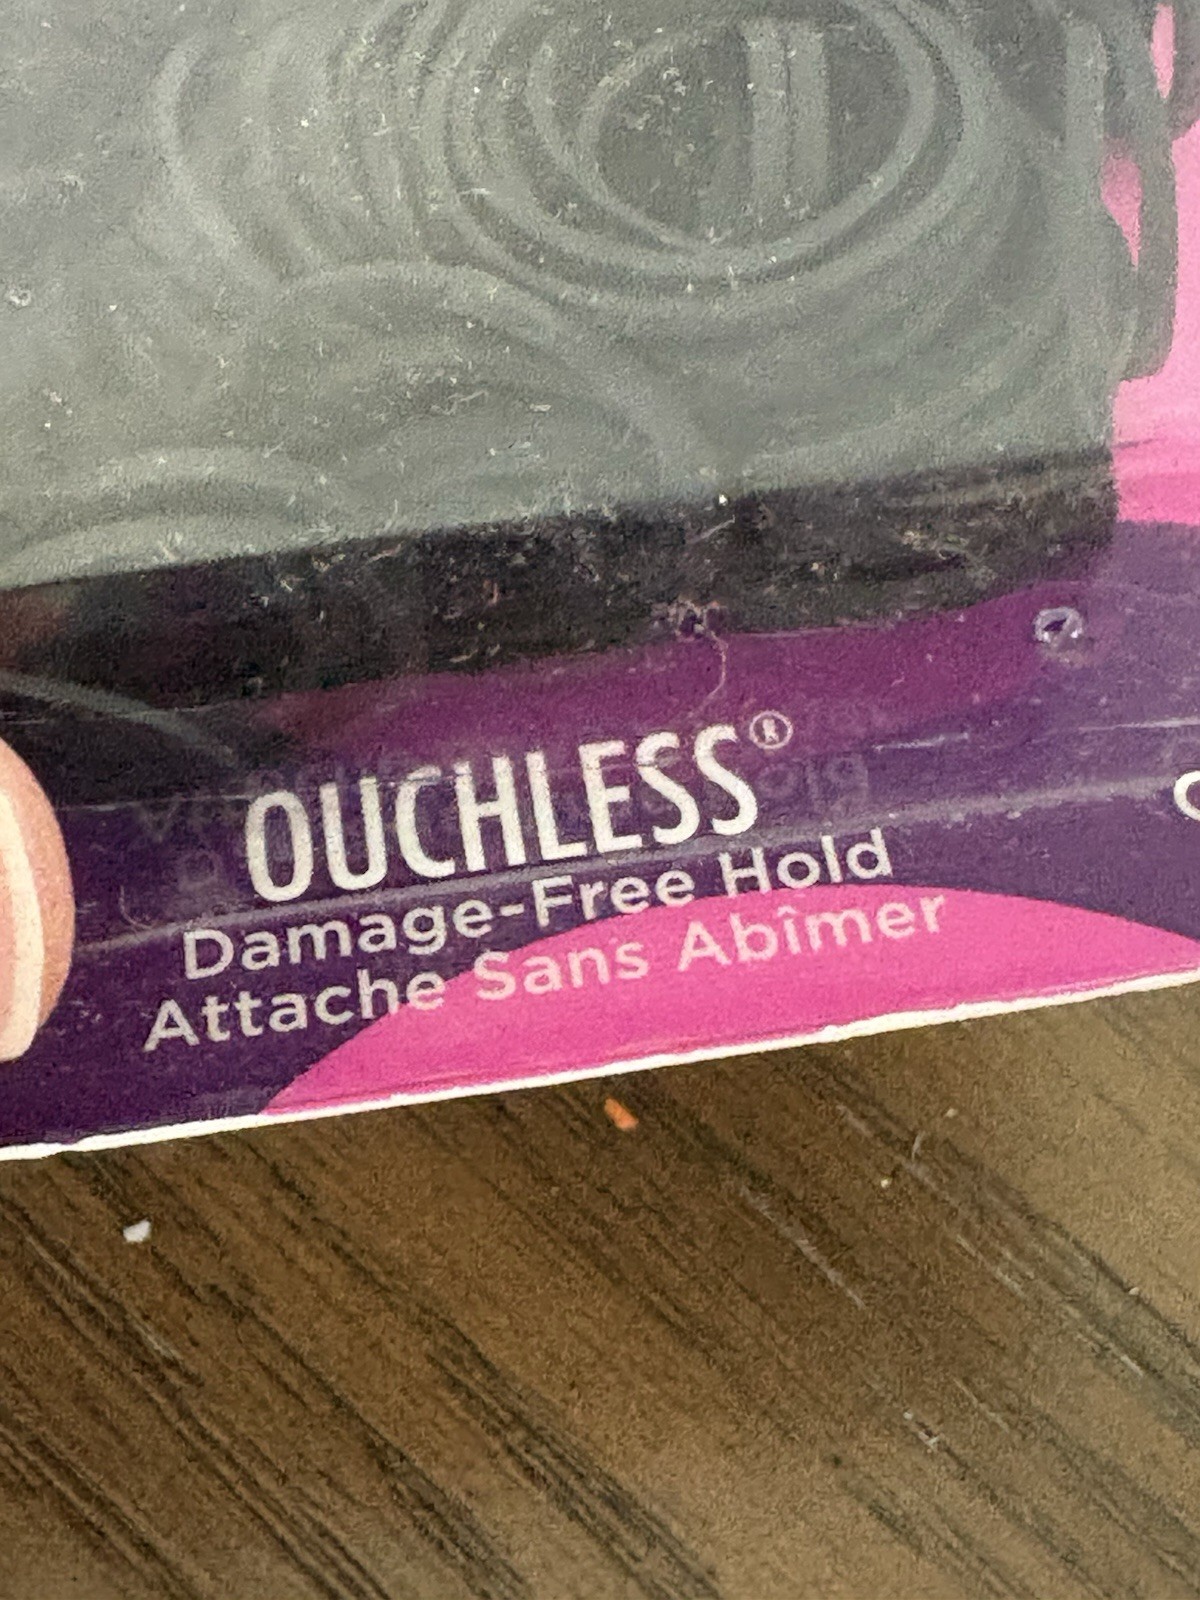 OUCHLESS®
Damage-Free Hold
Attache Sans Abîmer